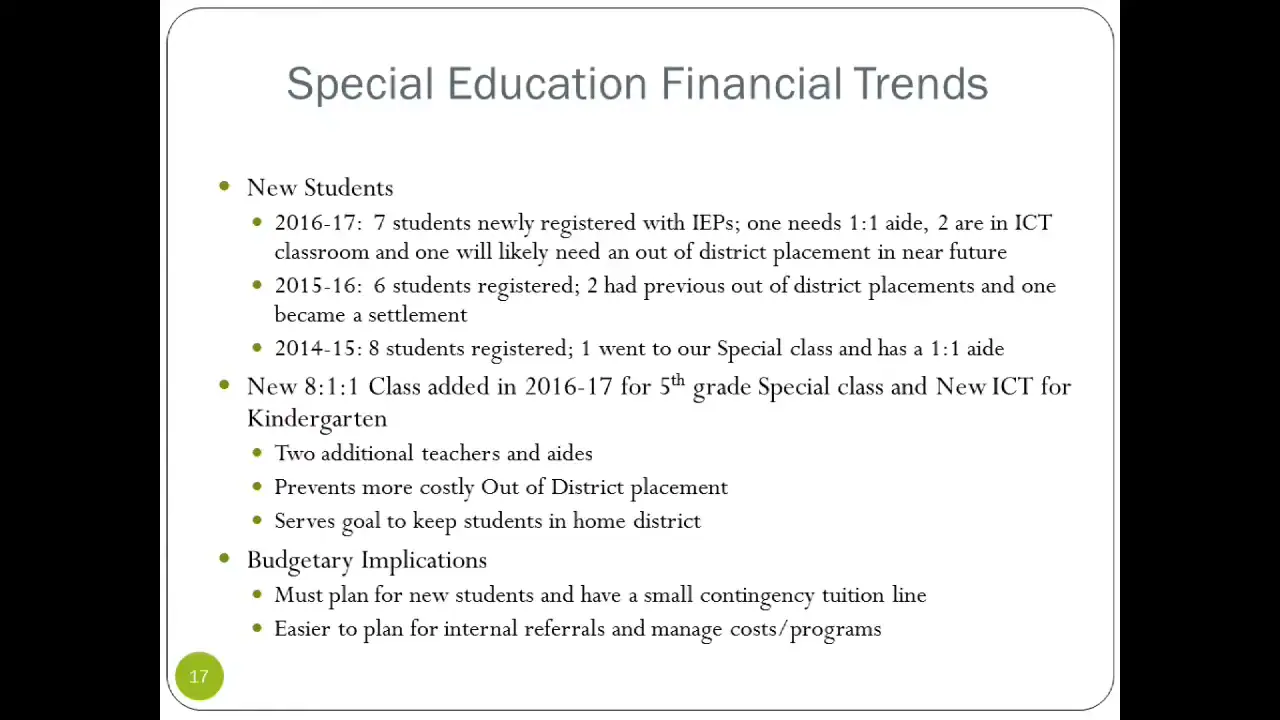 Special Education Financial Trends
• New Students
• 2016-17: 7 students newly registered with IEPs; one needs 1:1 aide, 2 are in ICT
classroom and one will likely need an out of district placement in near future
• 2015-16: 6 students registered; 2 had previous out of district placements and one
became a settlement
• 2014-15: 8 students registered; 1 went to our Special class and has a 1:1 aide
• New 8:1:1 Class added in 2016-17 for 5th grade Special class and New ICT for
Kindergarten
• Two additional teachers and aides
• Prevents more costly Out of District placement
• Serves goal to keep students in home district
• Budgetary Implications
• Must plan for new students and have a small contingency tuition line
• Easier to plan for internal referrals and manage costs/programs
17